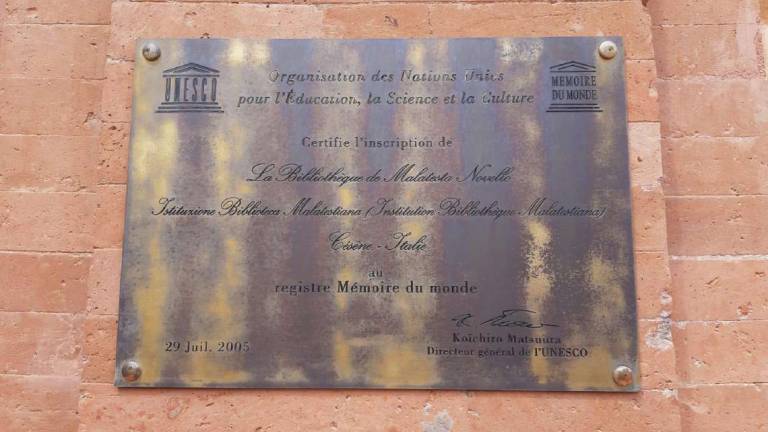 UNESCO
Organisation des Nations Unies
pour l'Éducation, la Science et la Culture
MÉMOIRE
DU MONDE
Certifie l'inscription de
La Bibliothèque de Malatesta Novello
Istituzione Biblioteca Malatestiana (Institution Bibliothèque Malatestiana)
Césène - Italie
au
registre Mémoire du monde
29 Juil. 2005
Koïchiro Matsuura
Directeur général de l'UNESCO